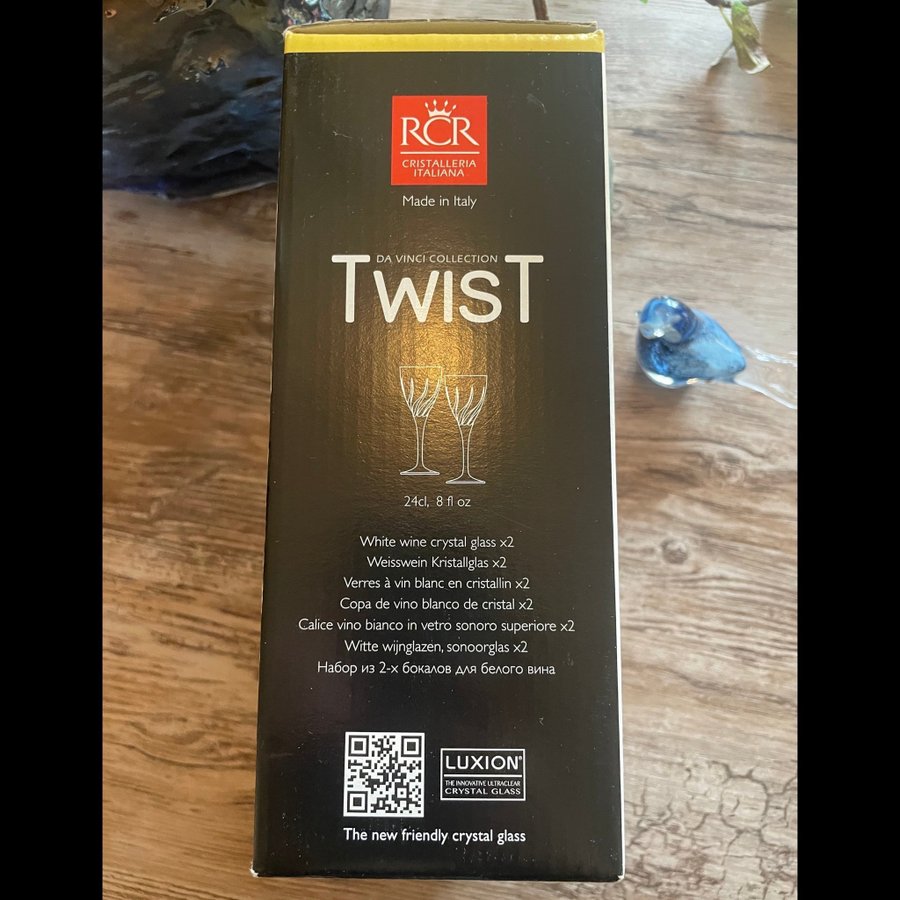 RCR
CRISTALLERIA
ITALIANA
Made in Italy
DA VINCI COLLECTION
TWIST
24cl, 8 fl oz
White wine crystal glass x2
Weisswein Kristallglas x2
Verres à vin blanc en cristallin x2
Copa de vino blanco de cristal x2
Calice vino bianco in vetro sonoro superiore x2
Witte wijnglazen, sonoorglas x2
Набор из 2-х бокалов для белого вина
LUXION®
THE INNOVATIVE ULTRACLEAR
CRYSTAL GLASS
The new friendly crystal glass